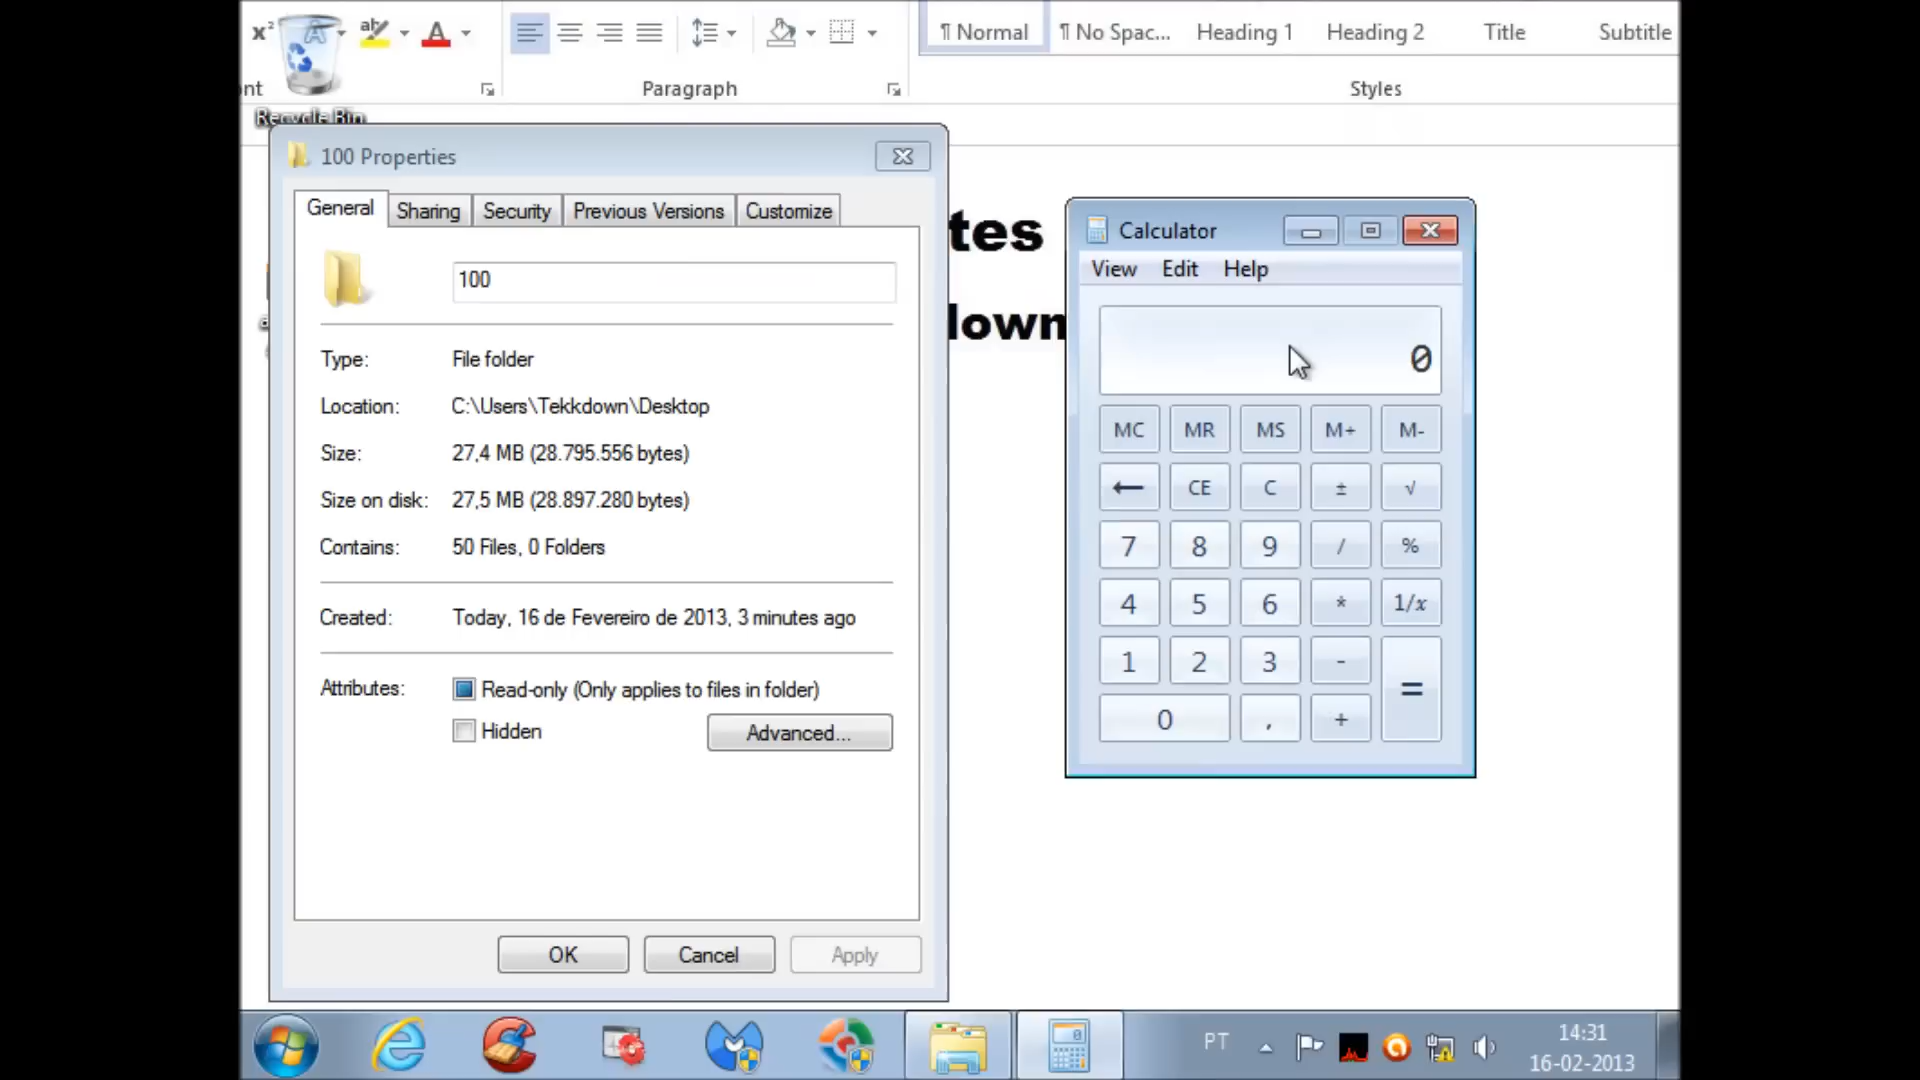 x²
A
¶ Normal
¶ No Spac...
Heading 1
Heading 2
Title
Subtitle
nt
Paragraph
Styles
Recycle Bin
100 Properties
General
Sharing
Security
Previous Versions
Customize
100
Type:
File folder
Location:
C:\Users\Tekkdown\Desktop
Size:
27,4 MB (28.795.556 bytes)
Size on disk:
27,5 MB (28.897.280 bytes)
Contains:
50 Files, 0 Folders
Created:
Today, 16 de Fevereiro de 2013, 3 minutes ago
Attributes:
Read-only (Only applies to files in folder)
Hidden
Advanced...
OK
Cancel
Apply
tes
down
Calculator
View Edit Help
0
MC MR MS M+ M-
← CE C ± √
7 8 9 / %
4 5 6 * 1/x
1 2 3 - =
0 , +
PT
14:31
16-02-2013